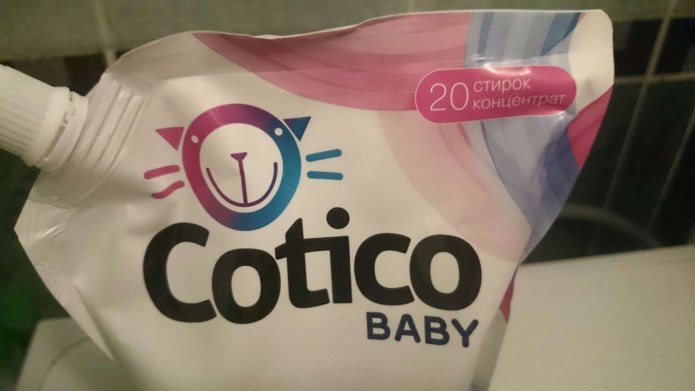 20 стирок
концентрат
Cotico
BABY